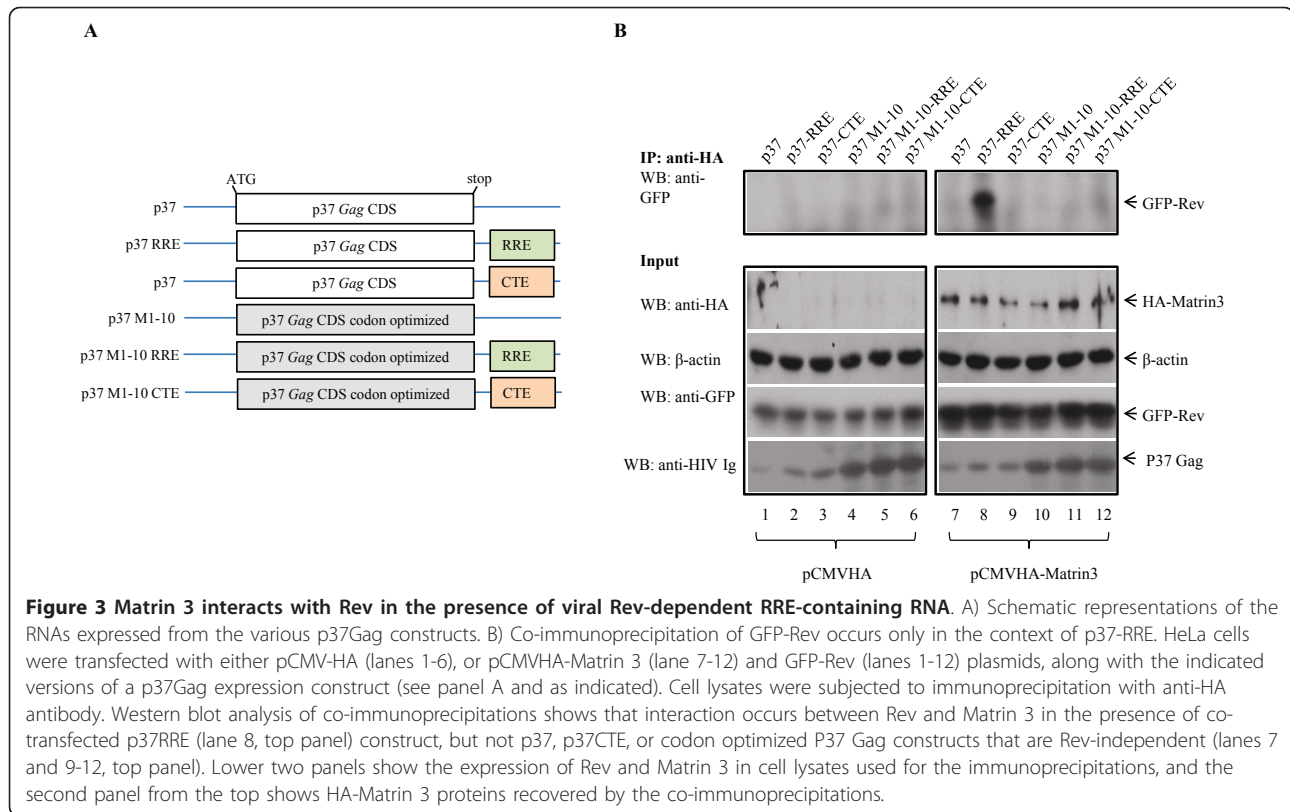 A
ATG
stop
p37
p37 Gag CDS
p37 RRE
p37 Gag CDS
RRE
p37
p37 Gag CDS
CTE
p37 M1-10
p37 Gag CDS codon optimized
p37 M1-10 RRE
p37 Gag CDS codon optimized
RRE
p37 M1-10 CTE
p37 Gag CDS codon optimized
CTE
B
p37
p37-RRE
p37-CTE
p37 M1-10
p37 M1-10-RRE
p37 M1-10-CTE
p37
p37-RRE
p37-CTE
p37 M1-10
p37 M1-10-RRE
p37 M1-10-CTE
IP: anti-HA
WB: anti-
GFP
GFP-Rev
Input
WB: anti-HA
HA-Matrin3
WB: β-actin
β-actin
WB: anti-GFP
GFP-Rev
WB: anti-HIV Ig
P37 Gag
1 2 3 4 5 6 7 8 9 10 11 12
pCMVHA
pCMVHA-Matrin3
Figure 3 Matrin 3 interacts with Rev in the presence of viral Rev-dependent RRE-containing RNA. A) Schematic representations of the
RNAs expressed from the various p37Gag constructs. B) Co-immunoprecipitation of GFP-Rev occurs only in the context of p37-RRE. HeLa cells
were transfected with either pCMV-HA (lanes 1-6), or pCMVHA-Matrin 3 (lane 7-12) and GFP-Rev (lanes 1-12) plasmids, along with the indicated
versions of a p37Gag expression construct (see panel A and as indicated). Cell lysates were subjected to immunoprecipitation with anti-HA
antibody. Western blot analysis of co-immunoprecipitations shows that interaction occurs between Rev and Matrin 3 in the presence of co-
transfected p37RRE (lane 8, top panel) construct, but not p37, p37CTE, or codon optimized P37 Gag constructs that are Rev-independent (lanes 7
and 9-12, top panel). Lower two panels show the expression of Rev and Matrin 3 in cell lysates used for the immunoprecipitations, and the
second panel from the top shows HA-Matrin 3 proteins recovered by the co-immunoprecipitations.